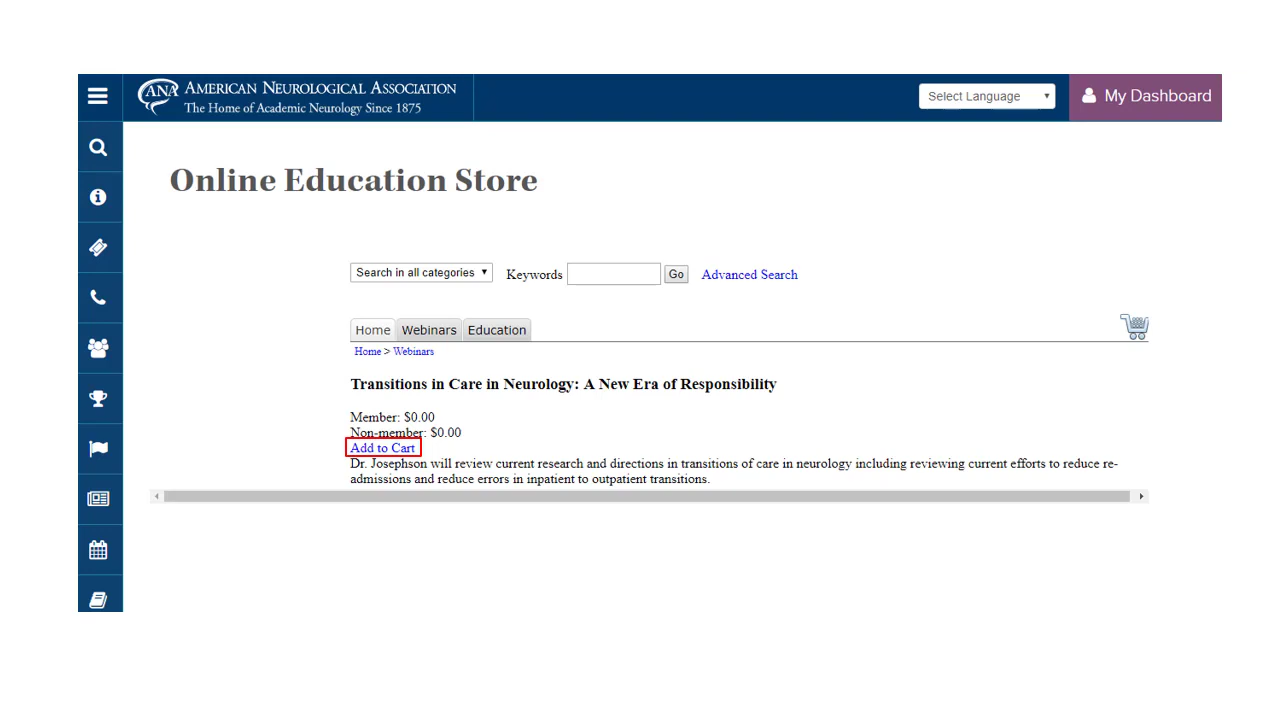 ANA AMERICAN NEUROLOGICAL ASSOCIATION
The Home of Academic Neurology Since 1875
Select Language
My Dashboard
Online Education Store
Search in all categories
Keywords
Go
Advanced Search
Home Webinars Education
Home > Webinars
Transitions in Care in Neurology: A New Era of Responsibility
Member: $0.00
Non-member: $0.00
Add to Cart
Dr. Josephson will review current research and directions in transitions of care in neurology including reviewing current efforts to reduce re-
admissions and reduce errors in inpatient to outpatient transitions.